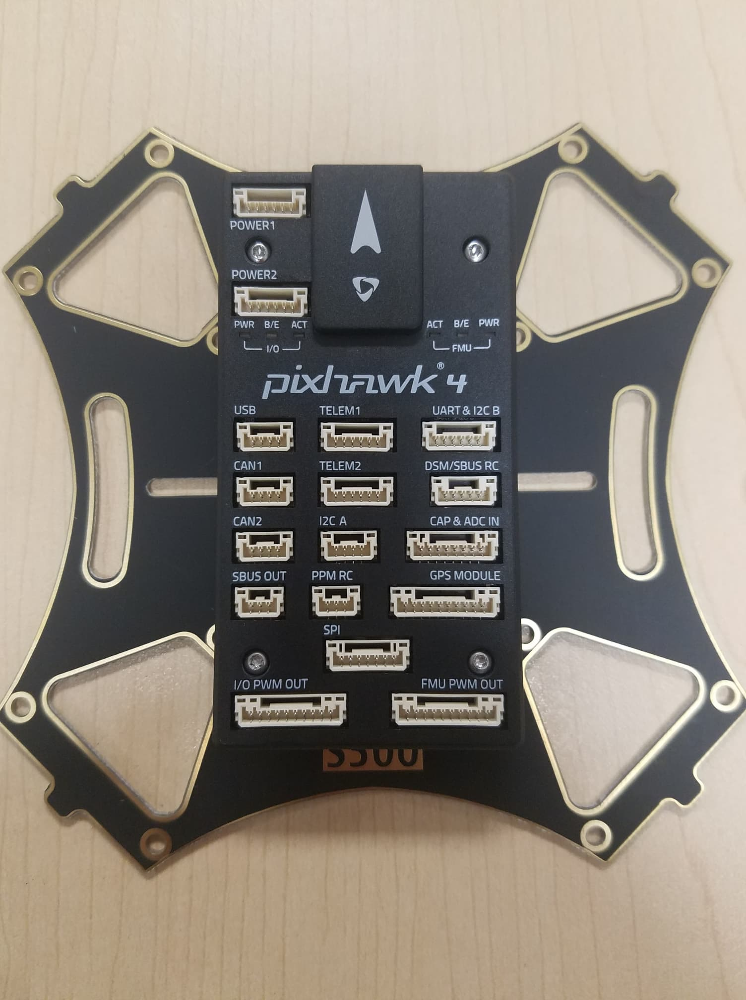 POWER1
POWER2
PWR B/E ACT
I/O
ACT B/E PWR
FMU
pixhawk® 4
USB TELEM1 UART & I2C B
CAN1 TELEM2 DSM/SBUS RC
CAN2 I2C A CAP & ADC IN
SBUS OUT PPM RC GPS MODULE
SPI
I/O PWM OUT FMU PWM OUT
S500